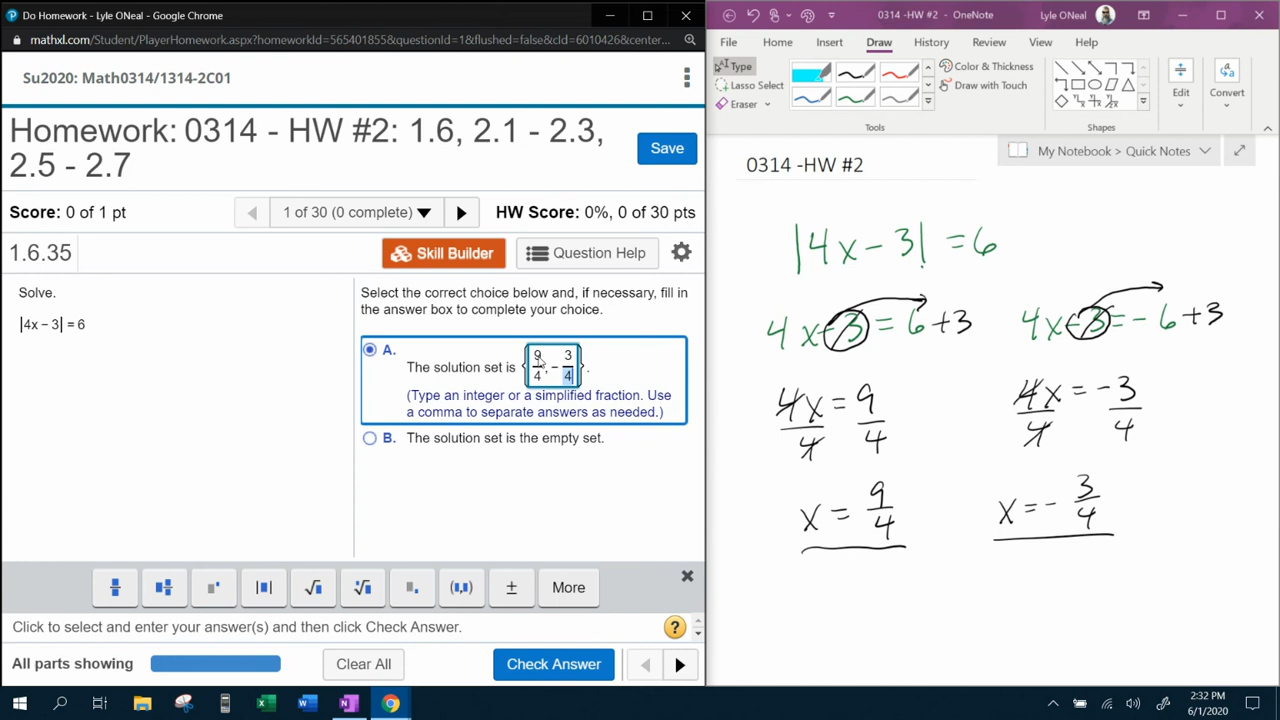 Do Homework - Lyle ONeal - Google Chrome
mathxl.com/Student/PlayerHomework.aspx?homeworkId=565401855&questionId=1&flushed=false&cId=6010426&center...
Su2020: Math0314/1314-2C01
Homework: 0314 - HW #2: 1.6, 2.1 - 2.3,
2.5 - 2.7
Save
Score: 0 of 1 pt
1 of 30 (0 complete)
HW Score: 0%, 0 of 30 pts
1.6.35
Skill Builder
Question Help
Solve.
|4x − 3| = 6
Select the correct choice below and, if necessary, fill in
the answer box to complete your choice.
A.
The solution set is {9/4, −3/4}.
(Type an integer or a simplified fraction. Use
a comma to separate answers as needed.)
B. The solution set is the empty set.
More
Click to select and enter your answer(s) and then click Check Answer.
?
All parts showing
Clear All
Check Answer
0314 -HW #2 - OneNote
Lyle ONeal
File Home Insert Draw History Review View Help
Type
Lasso Select
Eraser
Color & Thickness
Draw with Touch
Edit
Convert
Tools
Shapes
My Notebook > Quick Notes
0314 -HW #2
|4x − 3| = 6
4x − 3 = 6 + 3
4x − 3 = −6 + 3
4x/4 = 9/4
4x/4 = −3/4
x = 9/4
x = −3/4
2:32 PM
6/1/2020